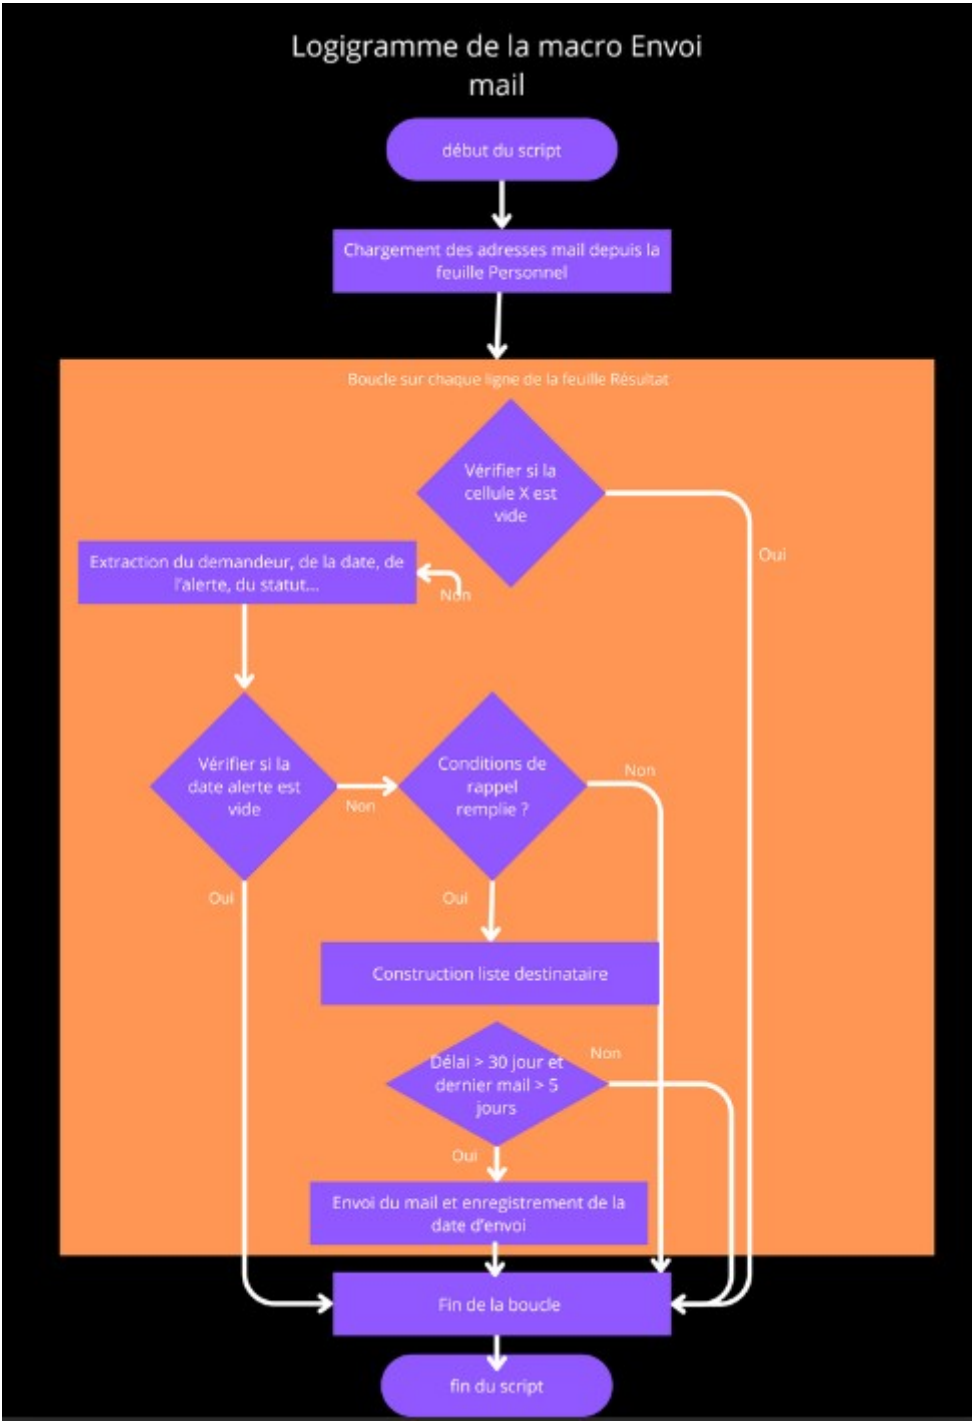 Logigramme de la macro Envoi
mail
début du script
Chargement des adresses mail depuis la
feuille Personnel
Boucle sur chaque ligne de la feuille Résultat
Vérifier si la
cellule X est
vide
Oui
Extraction du demandeur, de la date, de
l'alerte, du statut...
Non
Vérifier si la
date alerte est
vide
Non
Conditions de
rappel
remplie ?
Non
Oui
Oui
Construction liste destinataire
Délai > 30 jour et
dernier mail > 5
jours
Non
Oui
Envoi du mail et enregistrement de la
date d'envoi
Fin de la boucle
fin du script